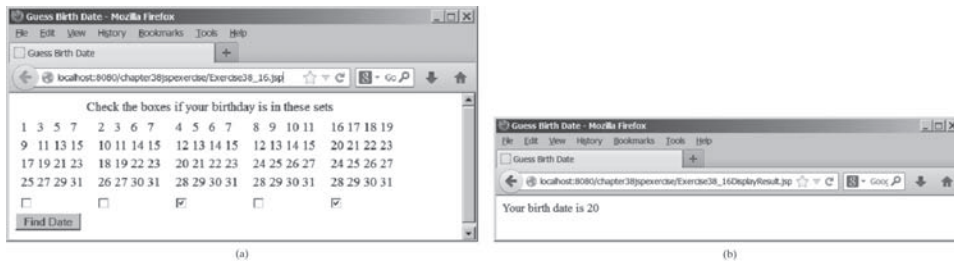 Guess Birth Date - Mozilla Firefox
File Edit View History Bookmarks Tools Help
Guess Birth Date
localhost:8080/chapter38jspexercise/Exercise38_16.jsp
Check the boxes if your birthday is in these sets
1 3 5 7 2 3 6 7 4 5 6 7 8 9 10 11 16 17 18 19
9 11 13 15 10 11 14 15 12 13 14 15 12 13 14 15 20 21 22 23
17 19 21 23 18 19 22 23 20 21 22 23 24 25 26 27 24 25 26 27
25 27 29 31 26 27 30 31 28 29 30 31 28 29 30 31 28 29 30 31
Find Date
(a)
Guess Birth Date - Mozilla Firefox
File Edit View History Bookmarks Tools Help
Guess Birth Date
localhost:8080/chapter38jspexercise/Exercise38_16DisplayResult.jsp
Your birth date is 20
(b)